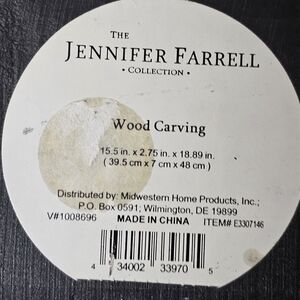 THE
JENNIFER FARRELL
• COLLECTION •
Wood Carving
15.5 in. x 2.75 in. x 18.89 in.
( 39.5 cm x 7 cm x 48 cm )
Distributed by: Midwestern Home Products, Inc.;
P.O. Box 0591; Wilmington, DE 19899
V#1008696 MADE IN CHINA ITEM# E3307146
4 34002 33970 5